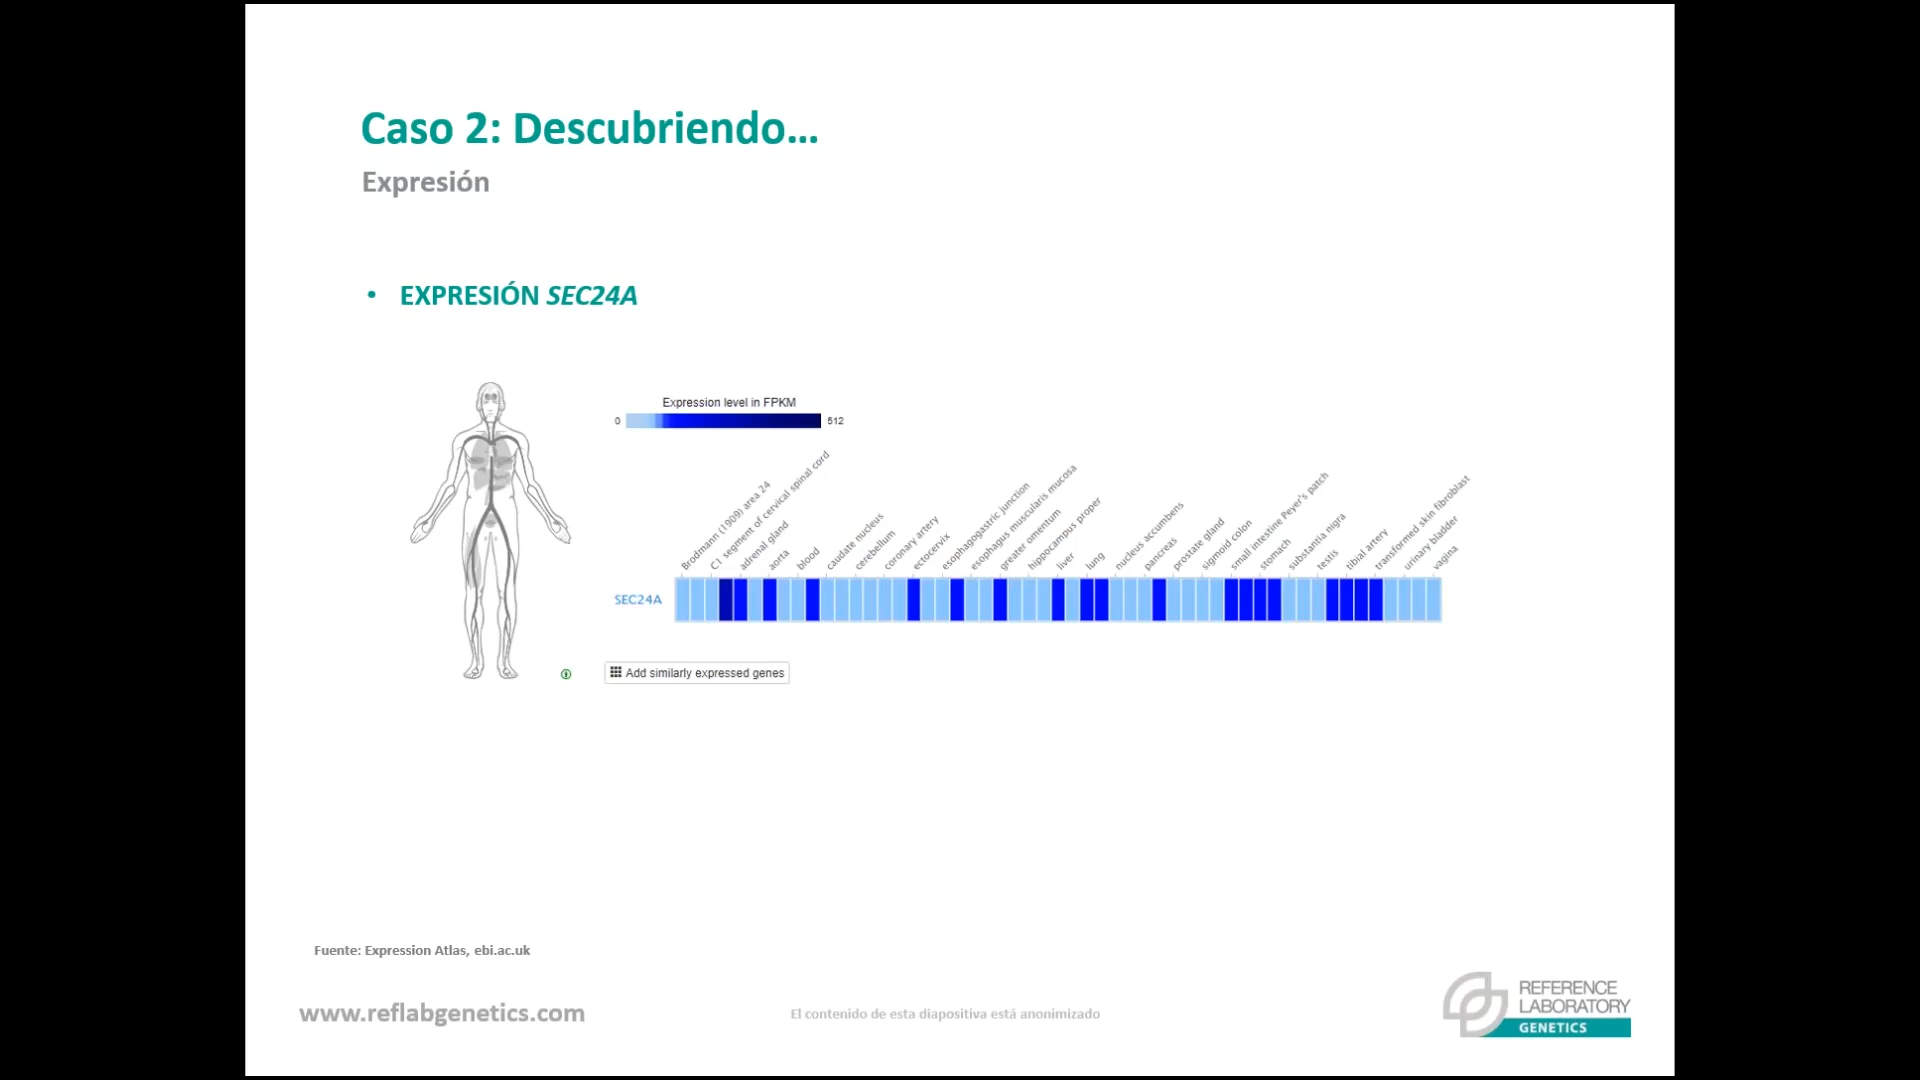 Caso 2: Descubriendo...
Expresión
• EXPRESIÓN SEC24A
Expression level in FPKM
0
512
Brodmann (1909) area 24
C1 segment of cervical spinal cord
adrenal gland
aorta
blood
caudate nucleus
cerebellum
coronary artery
ectocervix
esophagogastric junction
esophagus muscularis mucosa
greater omentum
hippocampus proper
liver
lung
nucleus accumbens
pancreas
prostate gland
sigmoid colon
small intestine Peyer's patch
stomach
substantia nigra
testis
tibial artery
transformed skin fibroblast
urinary bladder
vagina
SEC24A
Add similarly expressed genes
Fuente: Expression Atlas, ebi.ac.uk
www.reflabgenetics.com
El contenido de esta diapositiva está anonimizado
REFERENCE
LABORATORY
GENETICS